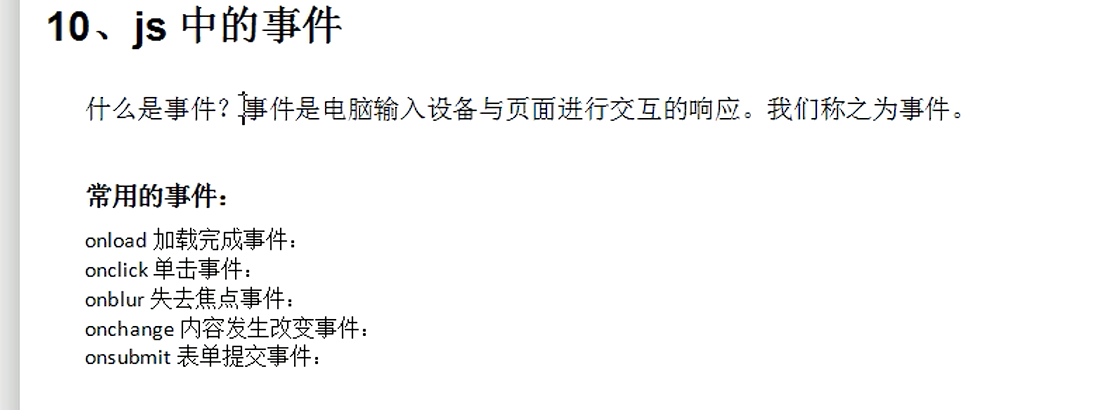 10、js 中的事件
什么是事件？事件是电脑输入设备与页面进行交互的响应。我们称之为事件。
常用的事件：
onload 加载完成事件：
onclick 单击事件：
onblur 失去焦点事件：
onchange 内容发生改变事件：
onsubmit 表单提交事件：